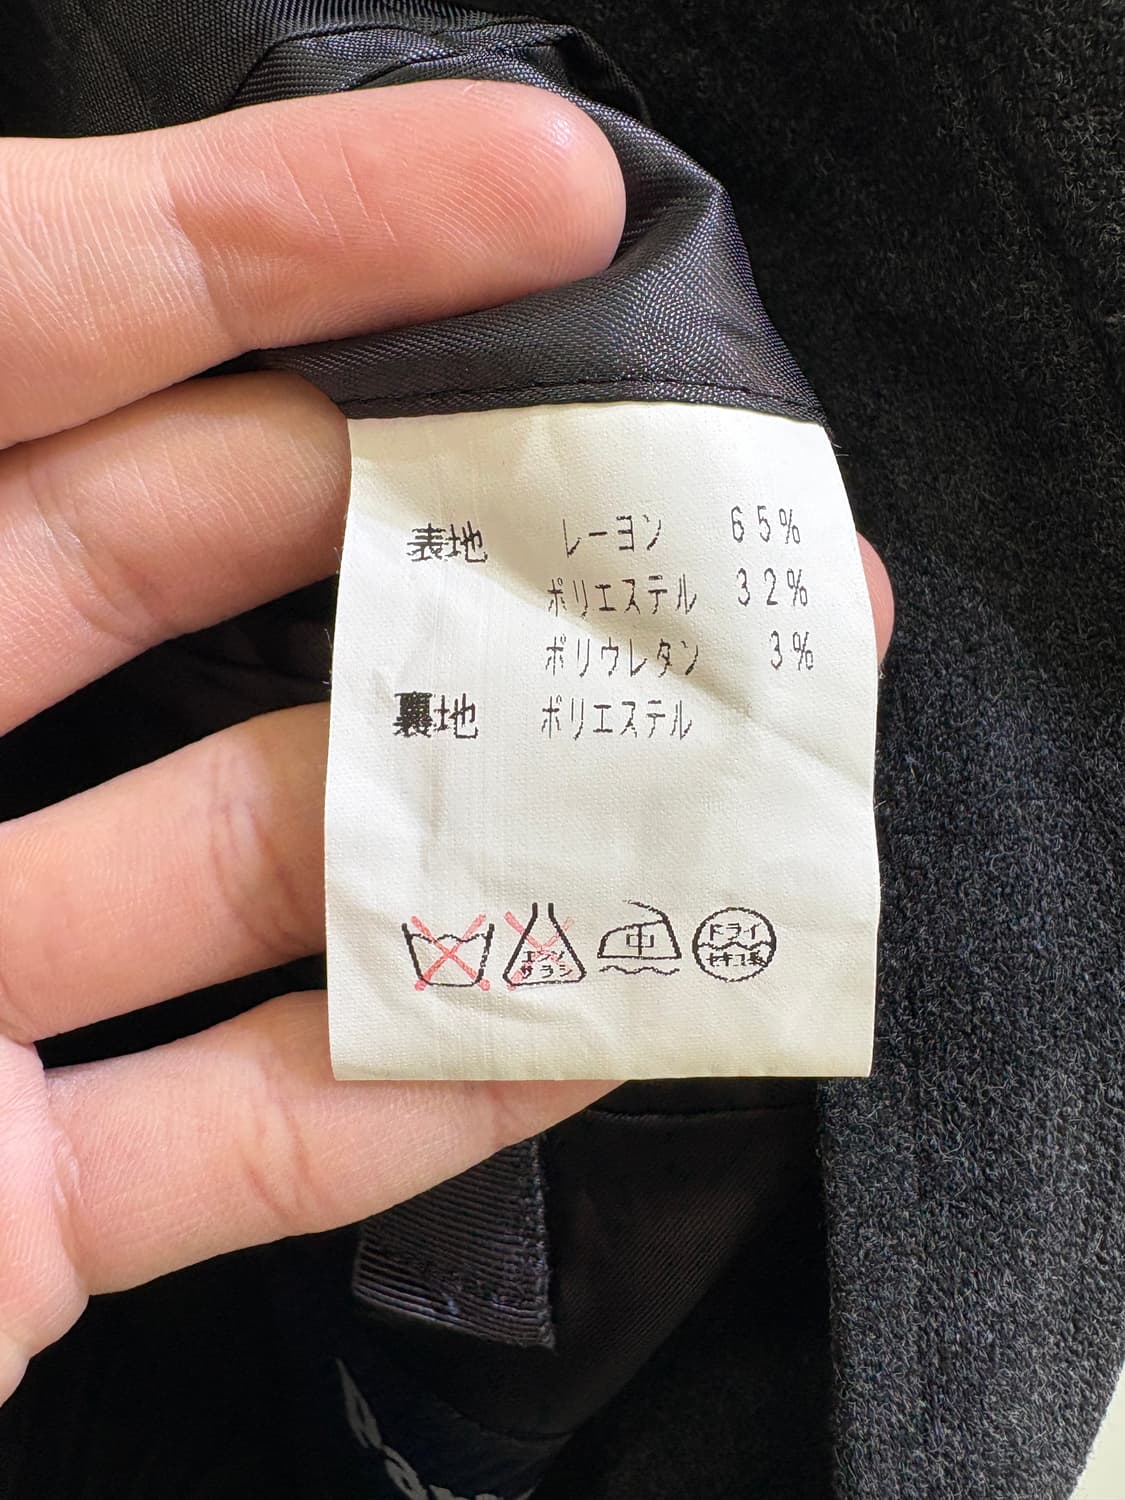 表地 レーヨン 65%
ポリエステル 32%
ポリウレタン 3%
裏地 ポリエステル
エンソ
サラシ
中
ドライ
セキユ系